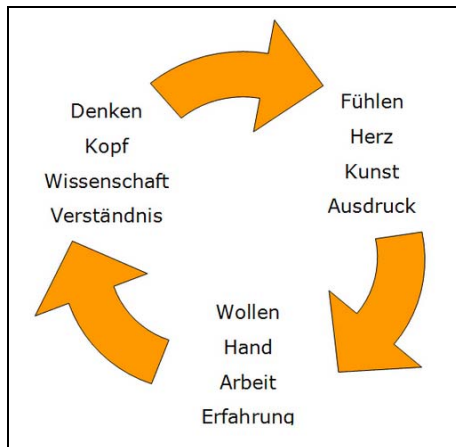 Denken
Kopf
Wissenschaft
Verständnis
Fühlen
Herz
Kunst
Ausdruck
Wollen
Hand
Arbeit
Erfahrung